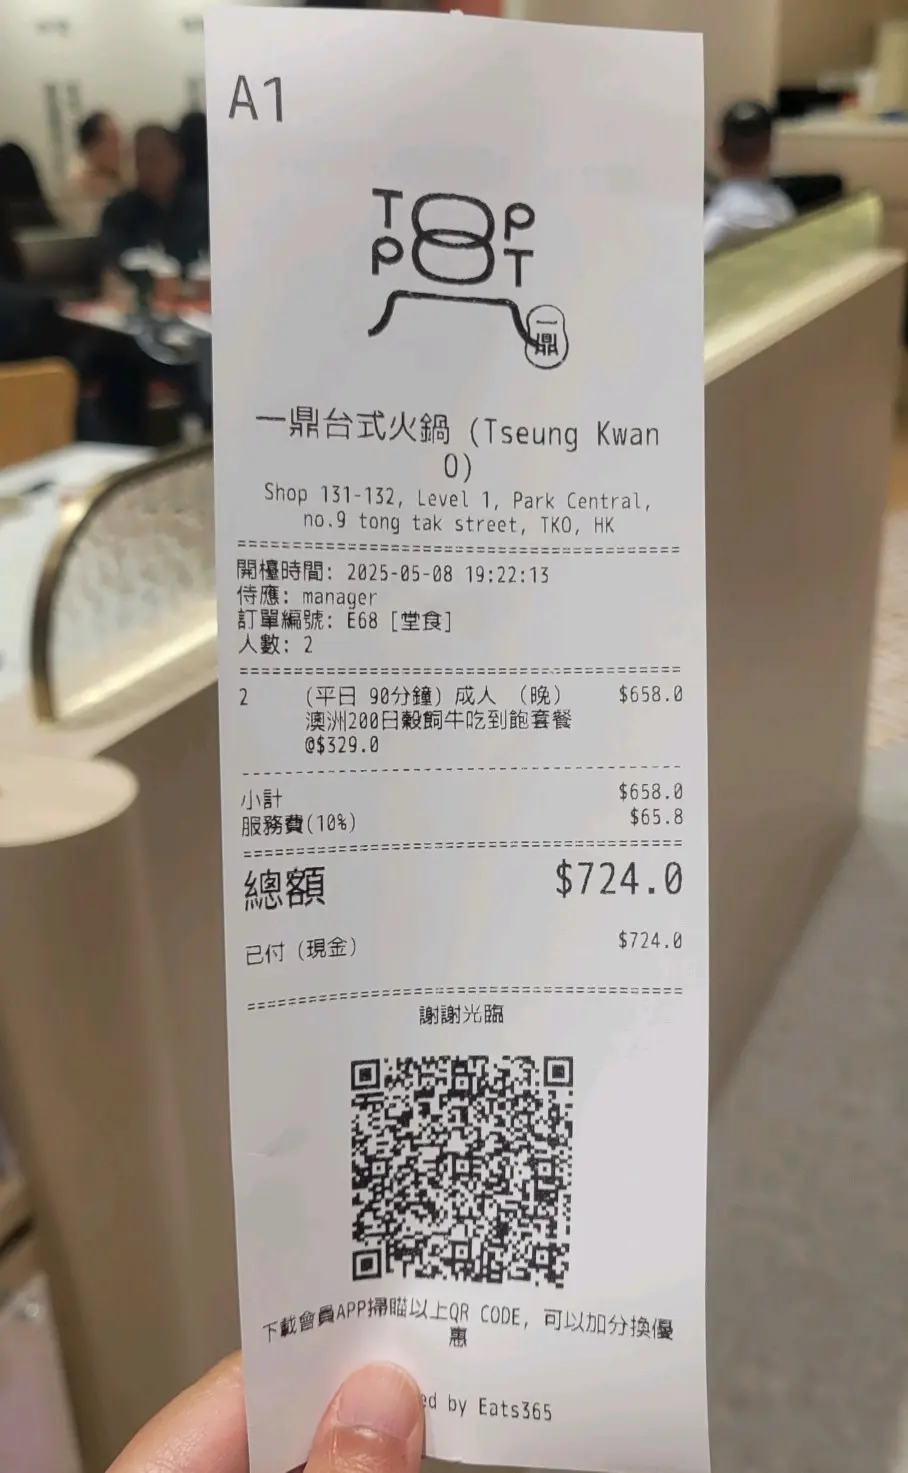 A1
TOP
POT
一鼎
一鼎台式火鍋 (Tseung Kwan
O)
Shop 131-132, Level 1, Park Central,
no.9 tong tak street, TKO, HK
開檯時間: 2025-05-08 19:22:13
侍應: manager
訂單編號: E68 [堂食]
人數: 2
2 (平日 90分鐘) 成人 （晚） $658.0
澳洲200日穀飼牛吃到飽套餐
@$329.0
小計 $658.0
服務費(10%) $65.8
總額 $724.0
已付 (現金) $724.0
謝謝光臨
下載會員APP掃瞄以上QR CODE, 可以加分換優
惠
by Eats365